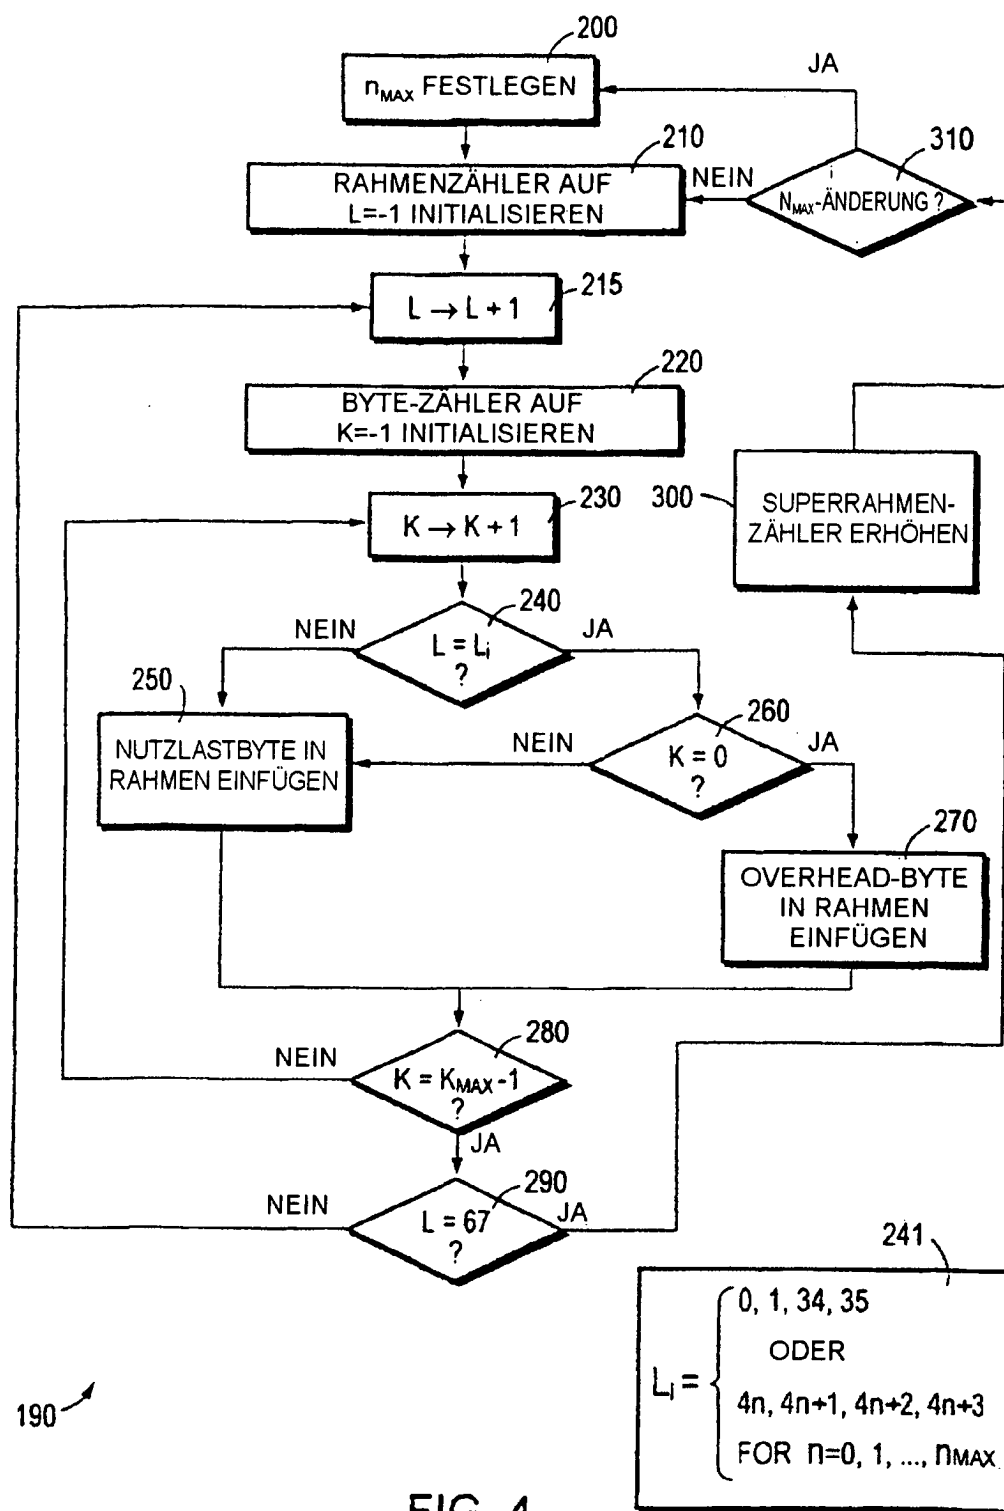 200
JA
n_MAX FESTLEGEN
210
310
NEIN
RAHMENZÄHLER AUF
L=-1 INITIALISIEREN
N_MAX-ÄNDERUNG ?
215
L → L + 1
220
BYTE-ZÄHLER AUF
K=-1 INITIALISIEREN
230
K → K + 1
300
SUPERRAHMEN-
ZÄHLER ERHÖHEN
240
NEIN
JA
L = L_i
?
250
NUTZLASTBYTE IN
RAHMEN EINFÜGEN
260
NEIN
JA
K = 0
?
270
OVERHEAD-BYTE
IN RAHMEN
EINFÜGEN
280
NEIN
K = K_MAX -1
?
JA
290
NEIN
JA
L = 67
?
241
L_i =
0, 1, 34, 35
ODER
4n, 4n+1, 4n+2, 4n+3
FOR n=0, 1, ..., n_MAX
190
FIG. 4